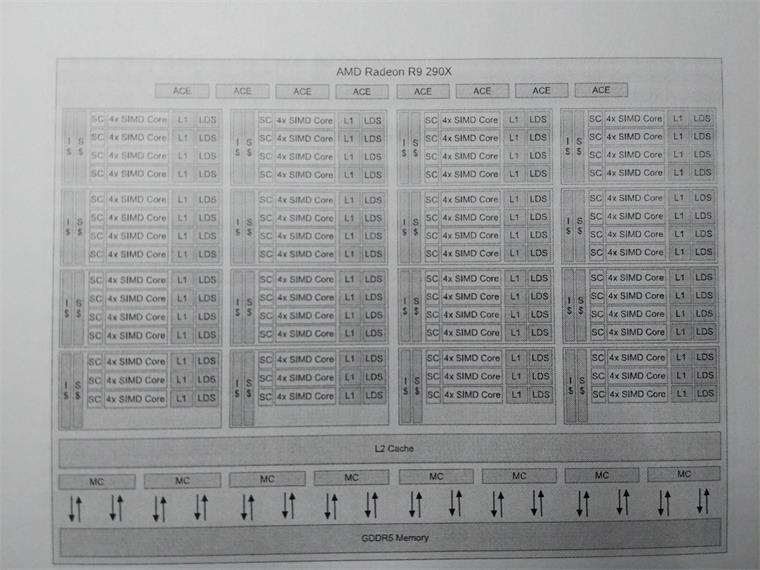 AMD Radeon R9 290X
ACE ACE ACE ACE ACE ACE ACE ACE
SC 4x SIMD Core L1 LDS SC 4x SIMD Core L1 LDS SC 4x SIMD Core L1 LDS SC 4x SIMD Core L1 LDS
I S SC 4x SIMD Core L1 LDS I S SC 4x SIMD Core L1 LDS I S SC 4x SIMD Core L1 LDS I S SC 4x SIMD Core L1 LDS
$ $ SC 4x SIMD Core L1 LDS $ $ SC 4x SIMD Core L1 LDS $ $ SC 4x SIMD Core L1 LDS $ $ SC 4x SIMD Core L1 LDS
SC 4x SIMD Core L1 LDS SC 4x SIMD Core L1 LDS SC 4x SIMD Core L1 LDS SC 4x SIMD Core L1 LDS
SC 4x SIMD Core L1 LDS SC 4x SIMD Core L1 LDS SC 4x SIMD Core L1 LDS SC 4x SIMD Core L1 LDS
I S SC 4x SIMD Core L1 LDS I S SC 4x SIMD Core L1 LDS I S SC 4x SIMD Core L1 LDS I S SC 4x SIMD Core L1 LDS
$ $ SC 4x SIMD Core L1 LDS $ $ SC 4x SIMD Core L1 LDS $ $ SC 4x SIMD Core L1 LDS $ $ SC 4x SIMD Core L1 LDS
SC 4x SIMD Core L1 LDS SC 4x SIMD Core L1 LDS SC 4x SIMD Core L1 LDS SC 4x SIMD Core L1 LDS
SC 4x SIMD Core L1 LDS SC 4x SIMD Core L1 LDS SC 4x SIMD Core L1 LDS SC 4x SIMD Core L1 LDS
I S SC 4x SIMD Core L1 LDS I S SC 4x SIMD Core L1 LDS I S SC 4x SIMD Core L1 LDS I S SC 4x SIMD Core L1 LDS
$ $ SC 4x SIMD Core L1 LDS $ $ SC 4x SIMD Core L1 LDS $ $ SC 4x SIMD Core L1 LDS $ $ SC 4x SIMD Core L1 LDS
SC 4x SIMD Core L1 LDS SC 4x SIMD Core L1 LDS SC 4x SIMD Core L1 LDS SC 4x SIMD Core L1 LDS
SC 4x SIMD Core L1 LDS SC 4x SIMD Core L1 LDS SC 4x SIMD Core L1 LDS SC 4x SIMD Core L1 LDS
I S SC 4x SIMD Core L1 LDS I S SC 4x SIMD Core L1 LDS I S SC 4x SIMD Core L1 LDS I S SC 4x SIMD Core L1 LDS
$ $ SC 4x SIMD Core L1 LDS $ $ SC 4x SIMD Core L1 LDS $ $ SC 4x SIMD Core L1 LDS $ $ SC 4x SIMD Core L1 LDS
L2 Cache
MC MC MC MC MC MC MC MC
GDDR5 Memory